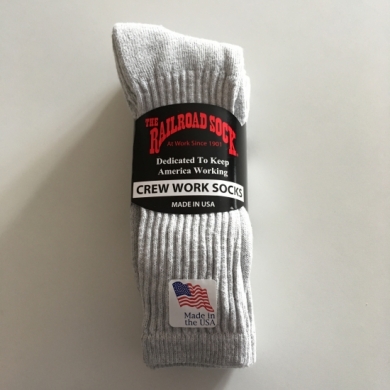 THE
RAILROAD SOCK
At Work Since 1901
Dedicated To Keep
America Working
CREW WORK SOCKS
MADE IN USA
Made in
the USA